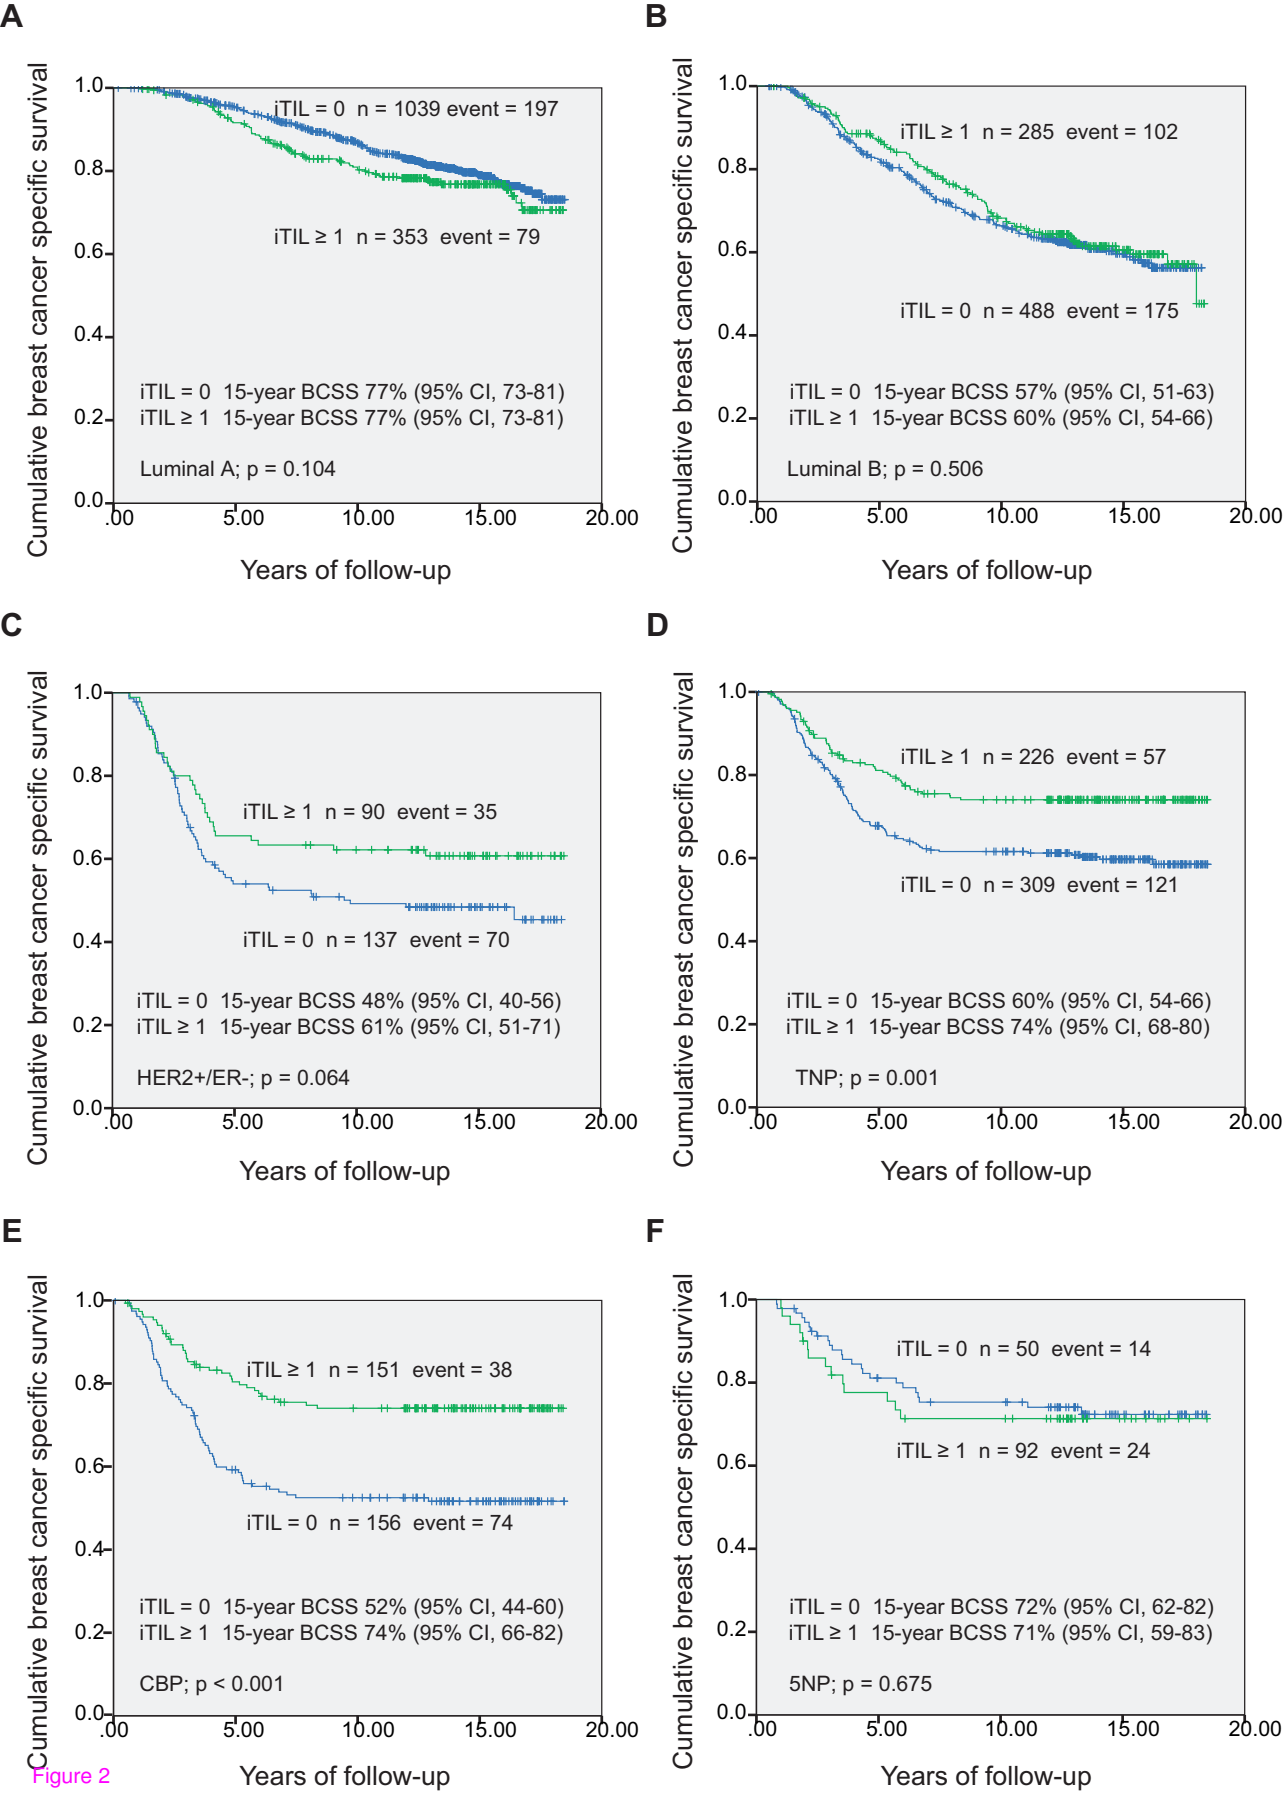 A
Cumulative breast cancer specific survival
1.0
0.8
0.6
0.4
0.2
0.0
iTIL = 0 n = 1039 event = 197
iTIL ≥ 1 n = 353 event = 79
iTIL = 0 15-year BCSS 77% (95% CI, 73-81)
iTIL ≥ 1 15-year BCSS 77% (95% CI, 73-81)
Luminal A; p = 0.104
.00 5.00 10.00 15.00 20.00
Years of follow-up
B
Cumulative breast cancer specific survival
1.0
0.8
0.6
0.4
0.2
0.0
iTIL ≥ 1 n = 285 event = 102
iTIL = 0 n = 488 event = 175
iTIL = 0 15-year BCSS 57% (95% CI, 51-63)
iTIL ≥ 1 15-year BCSS 60% (95% CI, 54-66)
Luminal B; p = 0.506
.00 5.00 10.00 15.00 20.00
Years of follow-up
C
Cumulative breast cancer specific survival
1.0
0.8
0.6
0.4
0.2
0.0
iTIL ≥ 1 n = 90 event = 35
iTIL = 0 n = 137 event = 70
iTIL = 0 15-year BCSS 48% (95% CI, 40-56)
iTIL ≥ 1 15-year BCSS 61% (95% CI, 51-71)
HER2+/ER-; p = 0.064
.00 5.00 10.00 15.00 20.00
Years of follow-up
D
Cumulative breast cancer specific survival
1.0
0.8
0.6
0.4
0.2
0.0
iTIL ≥ 1 n = 226 event = 57
iTIL = 0 n = 309 event = 121
iTIL = 0 15-year BCSS 60% (95% CI, 54-66)
iTIL ≥ 1 15-year BCSS 74% (95% CI, 68-80)
TNP; p = 0.001
.00 5.00 10.00 15.00 20.00
Years of follow-up
E
Cumulative breast cancer specific survival
1.0
0.8
0.6
0.4
0.2
0.0
iTIL ≥ 1 n = 151 event = 38
iTIL = 0 n = 156 event = 74
iTIL = 0 15-year BCSS 52% (95% CI, 44-60)
iTIL ≥ 1 15-year BCSS 74% (95% CI, 66-82)
CBP; p < 0.001
.00 5.00 10.00 15.00 20.00
Years of follow-up
F
Cumulative breast cancer specific survival
1.0
0.8
0.6
0.4
0.2
0.0
iTIL = 0 n = 50 event = 14
iTIL ≥ 1 n = 92 event = 24
iTIL = 0 15-year BCSS 72% (95% CI, 62-82)
iTIL ≥ 1 15-year BCSS 71% (95% CI, 59-83)
5NP; p = 0.675
.00 5.00 10.00 15.00 20.00
Years of follow-up
Figure 2